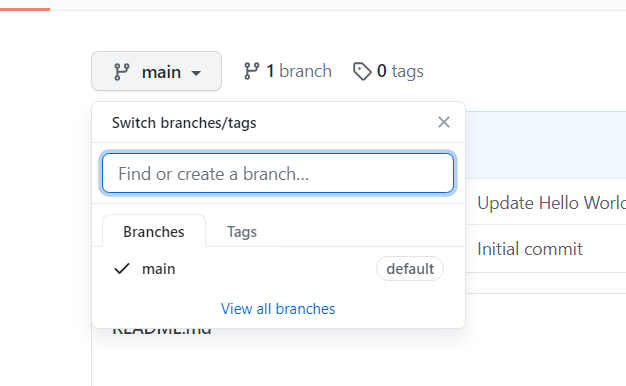 main 1 branch 0 tags
Switch branches/tags
Find or create a branch...
Update Hello World
Branches Tags
Initial commit
main default
View all branches
README.md